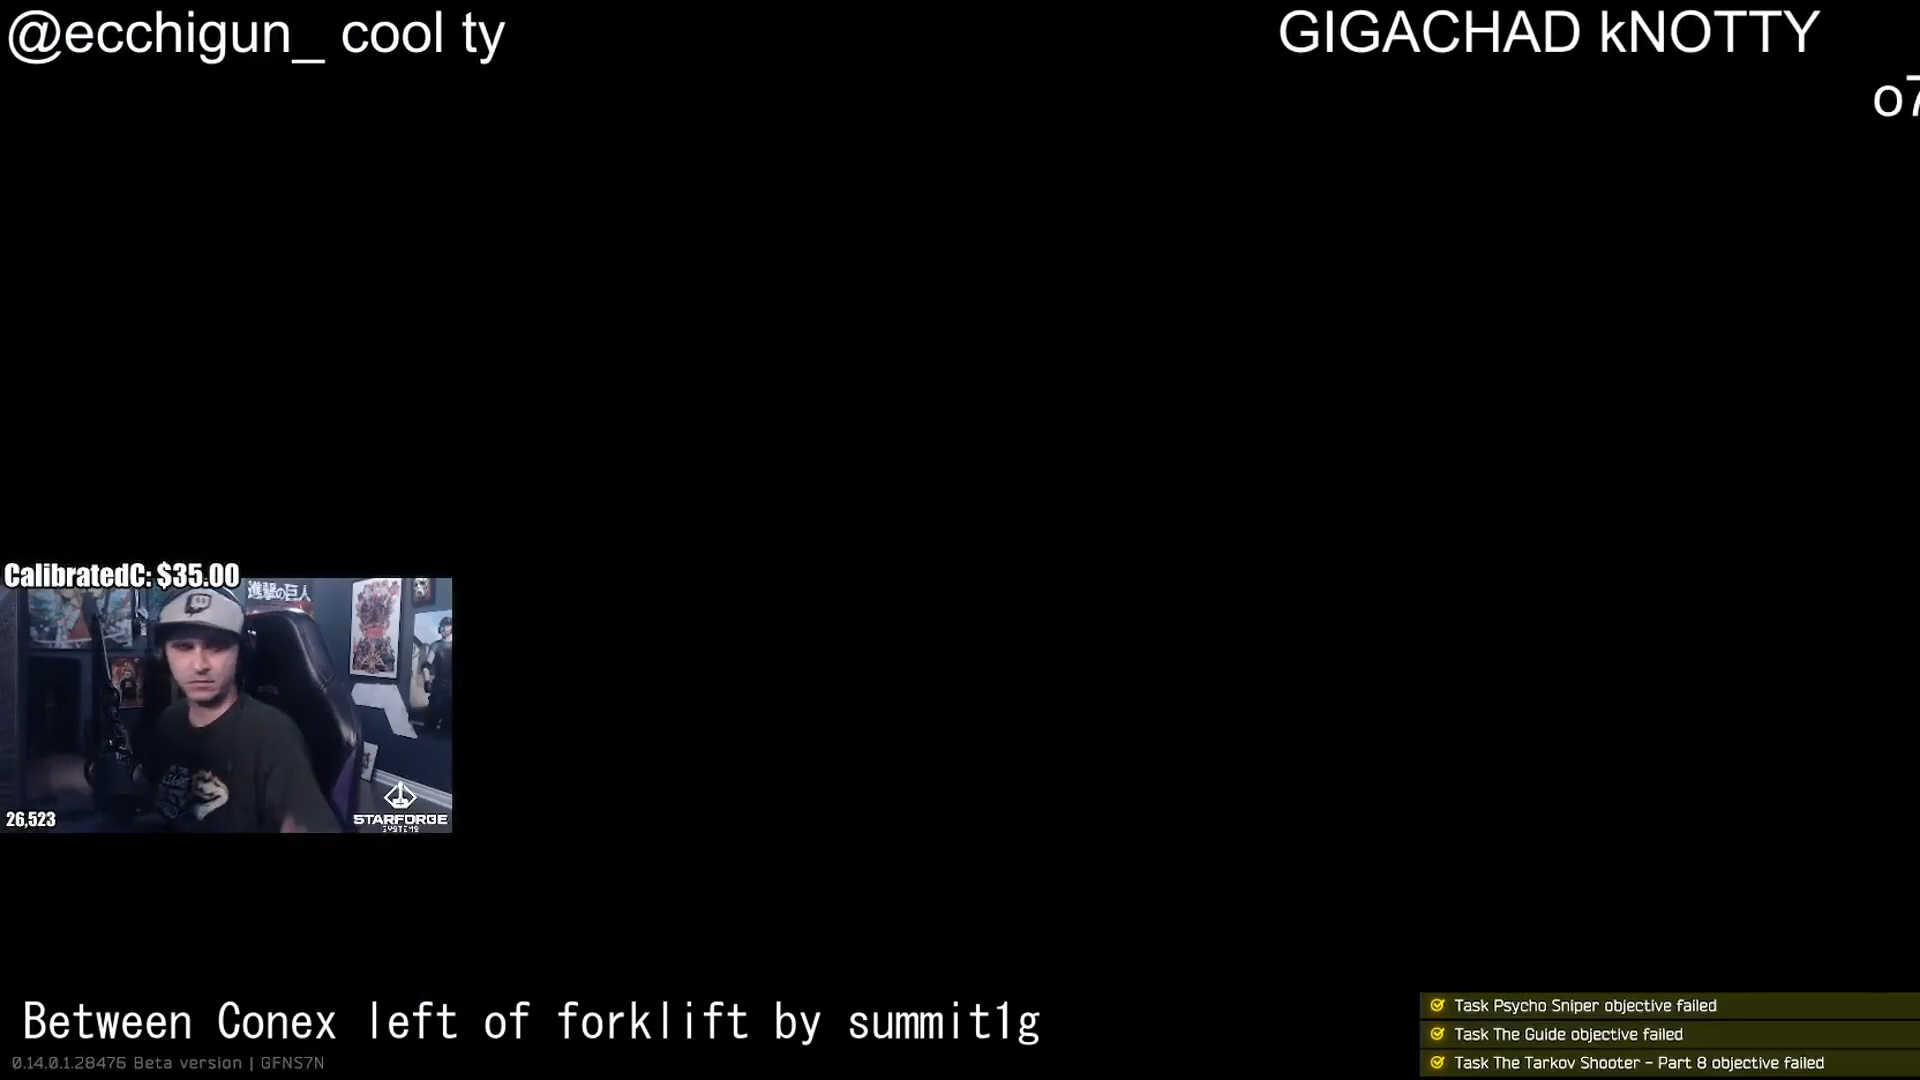 @ecchigun_ cool ty
GIGACHAD kNOTTY
o7
CalibratedC: $35.00
進撃の巨人
26,523
STARFORGE
SYSTEMS
Between Conex left of forklift by summit1g
0.14.0.1.28476 Beta version | GFNS7N
Task Psycho Sniper objective failed
Task The Guide objective failed
Task The Tarkov Shooter - Part 8 objective failed